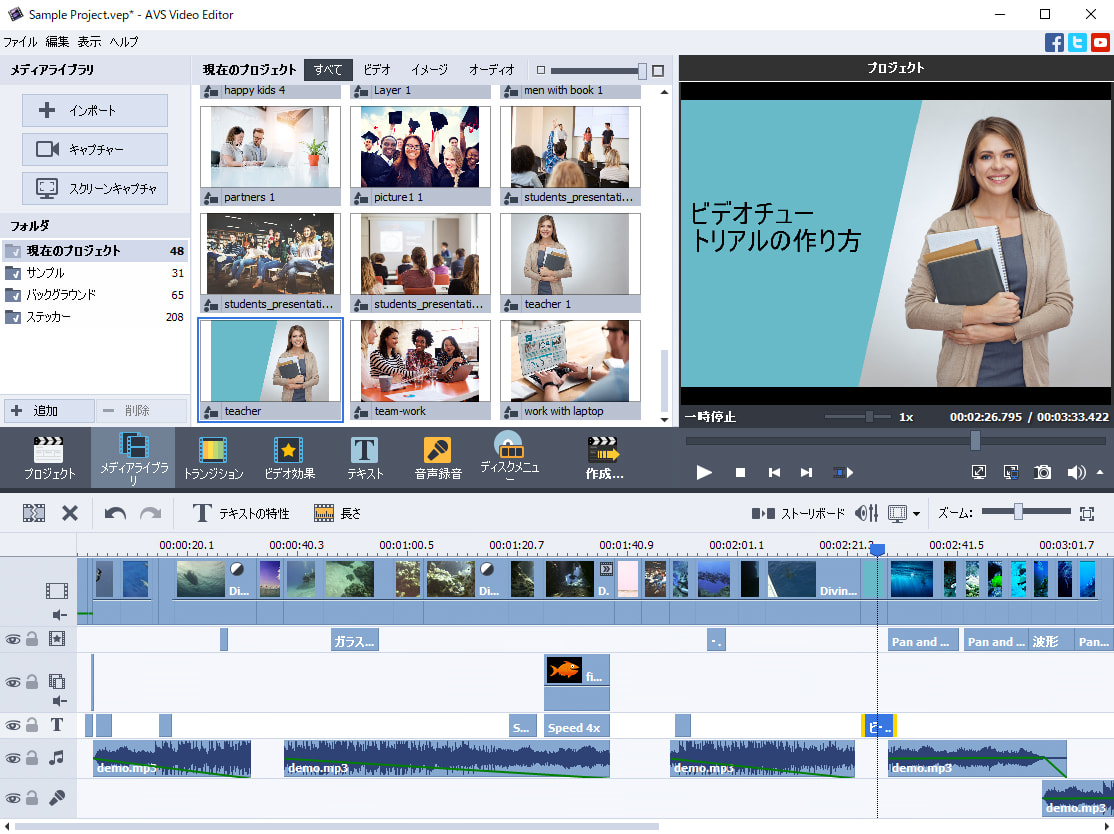 Sample Project.vep* - AVS Video Editor
ファイル 編集 表示 ヘルプ
メディアライブラリ
インポート
キャプチャー
スクリーンキャプチャ
フォルダ
現在のプロジェクト 48
サンプル 31
バックグラウンド 65
ステッカー 208
追加 削除
現在のプロジェクト すべて ビデオ イメージ オーディオ
happy kids 4 Layer 1 men with book 1
partners 1 picture1 1 students_presentati...
students_presentati... students_presentati... teacher 1
teacher team-work work with laptop
プロジェクト
ビデオチュー
トリアルの作り方
一時停止 1x 00:02:26.795 / 00:03:33.422
プロジェクト
メディアライブラ
リ
トランジション
ビデオ効果
テキスト
音声録音
ディスクメニュ
ー
作成...
テキストの特性 長さ ストーリボード ズーム:
00:00:20.1 00:00:40.3 00:01:00.5 00:01:20.7 00:01:40.9 00:02:01.1 00:02:21.3 00:02:41.5 00:03:01.7
Di... Di... D. Divin...
ガラス... -. Pan and ... Pan and ... 波形 Pan...
fi...
T S... Speed 4x ビ-..
demo.mp3 demo.mp3 demo.mp3 demo.mp3
demo.mp3